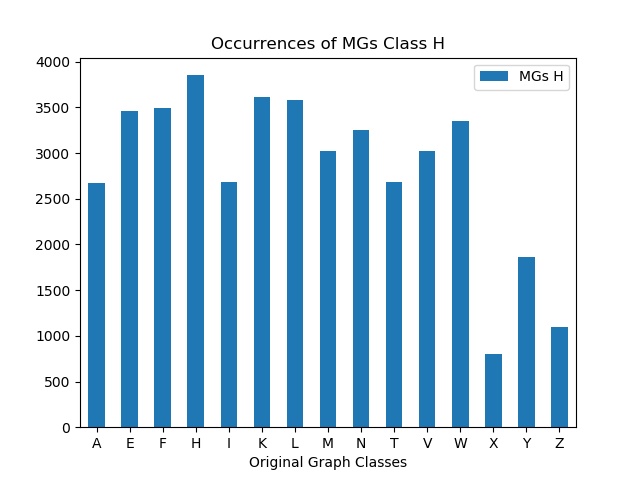 Occurrences of MGs Class H
MGs H
4000
3500
3000
2500
2000
1500
1000
500
0
A E F H I K L M N T V W X Y Z
Original Graph Classes